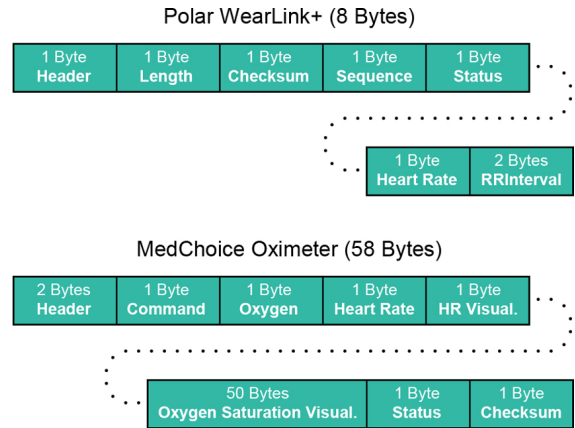 Polar WearLink+ (8 Bytes)
1 Byte 1 Byte 1 Byte 1 Byte 1 Byte
Header Length Checksum Sequence Status
1 Byte 2 Bytes
Heart Rate RRInterval
MedChoice Oximeter (58 Bytes)
2 Bytes 1 Byte 1 Byte 1 Byte 1 Byte
Header Command Oxygen Heart Rate HR Visual.
50 Bytes 1 Byte 1 Byte
Oxygen Saturation Visual. Status Checksum